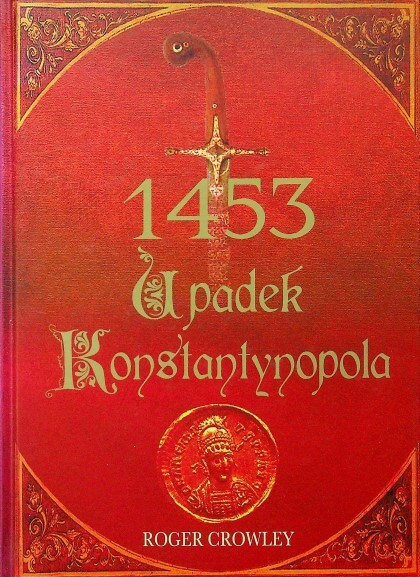 1453
Upadek
Konstantynopola
ROGER CROWLEY